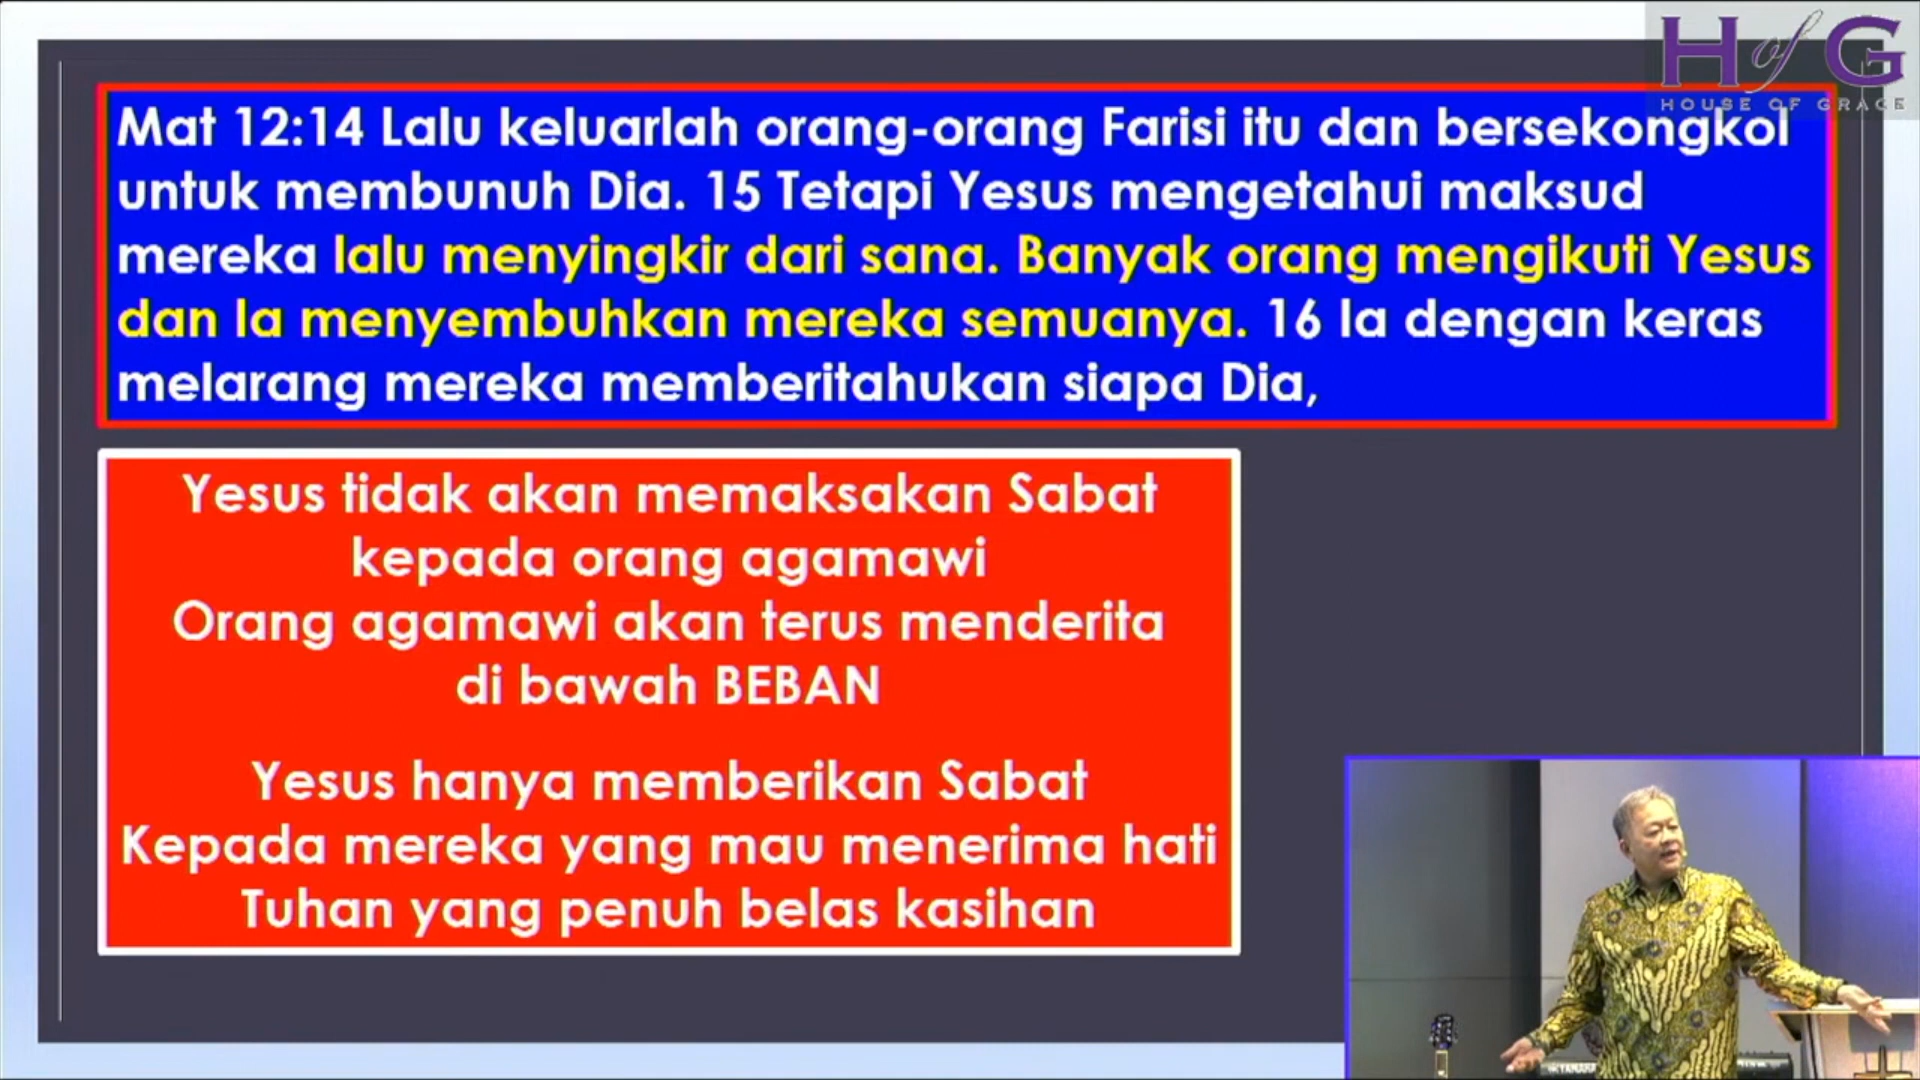 H of G
HOUSE OF GRACE
Mat 12:14 Lalu keluarlah orang-orang Farisi itu dan bersekongkol
untuk membunuh Dia. 15 Tetapi Yesus mengetahui maksud
mereka lalu menyingkir dari sana. Banyak orang mengikuti Yesus
dan Ia menyembuhkan mereka semuanya. 16 Ia dengan keras
melarang mereka memberitahukan siapa Dia,
Yesus tidak akan memaksakan Sabat
kepada orang agamawi
Orang agamawi akan terus menderita
di bawah BEBAN
Yesus hanya memberikan Sabat
Kepada mereka yang mau menerima hati
Tuhan yang penuh belas kasihan
YAMAHA